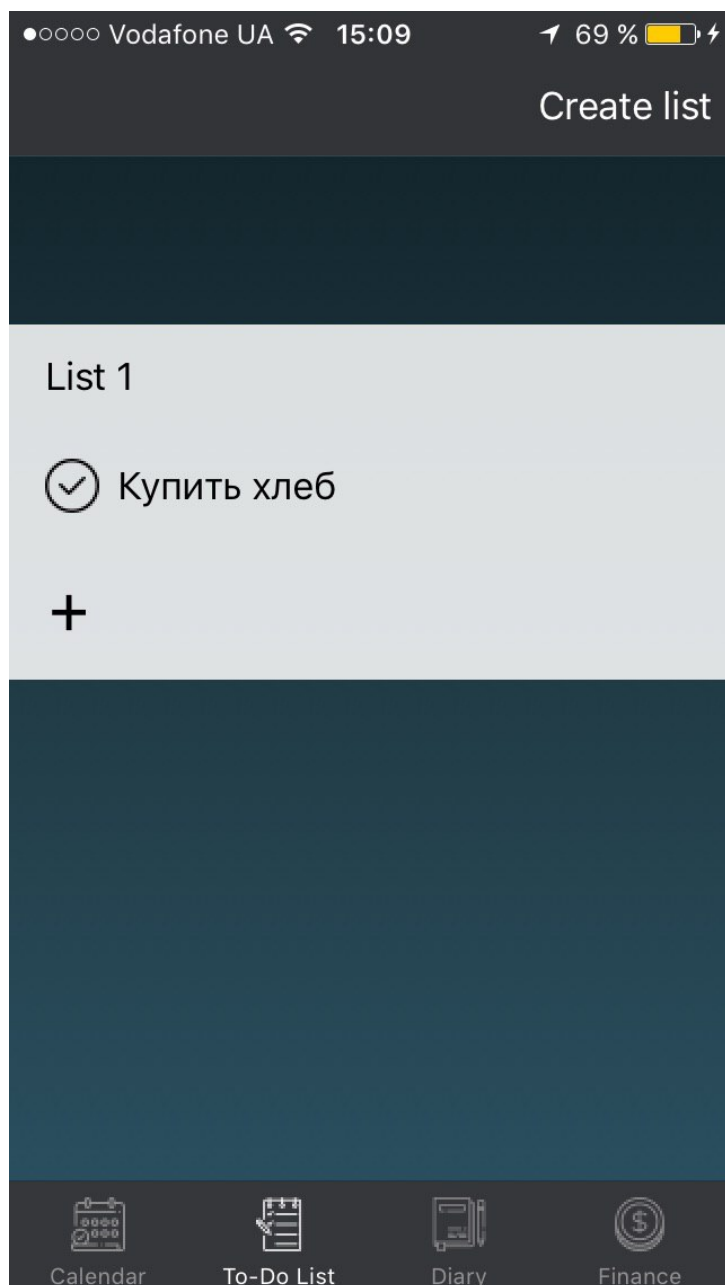 Vodafone UA 15:09 69 %
Create list
List 1
Купить хлеб
+
Calendar To-Do List Diary Finance